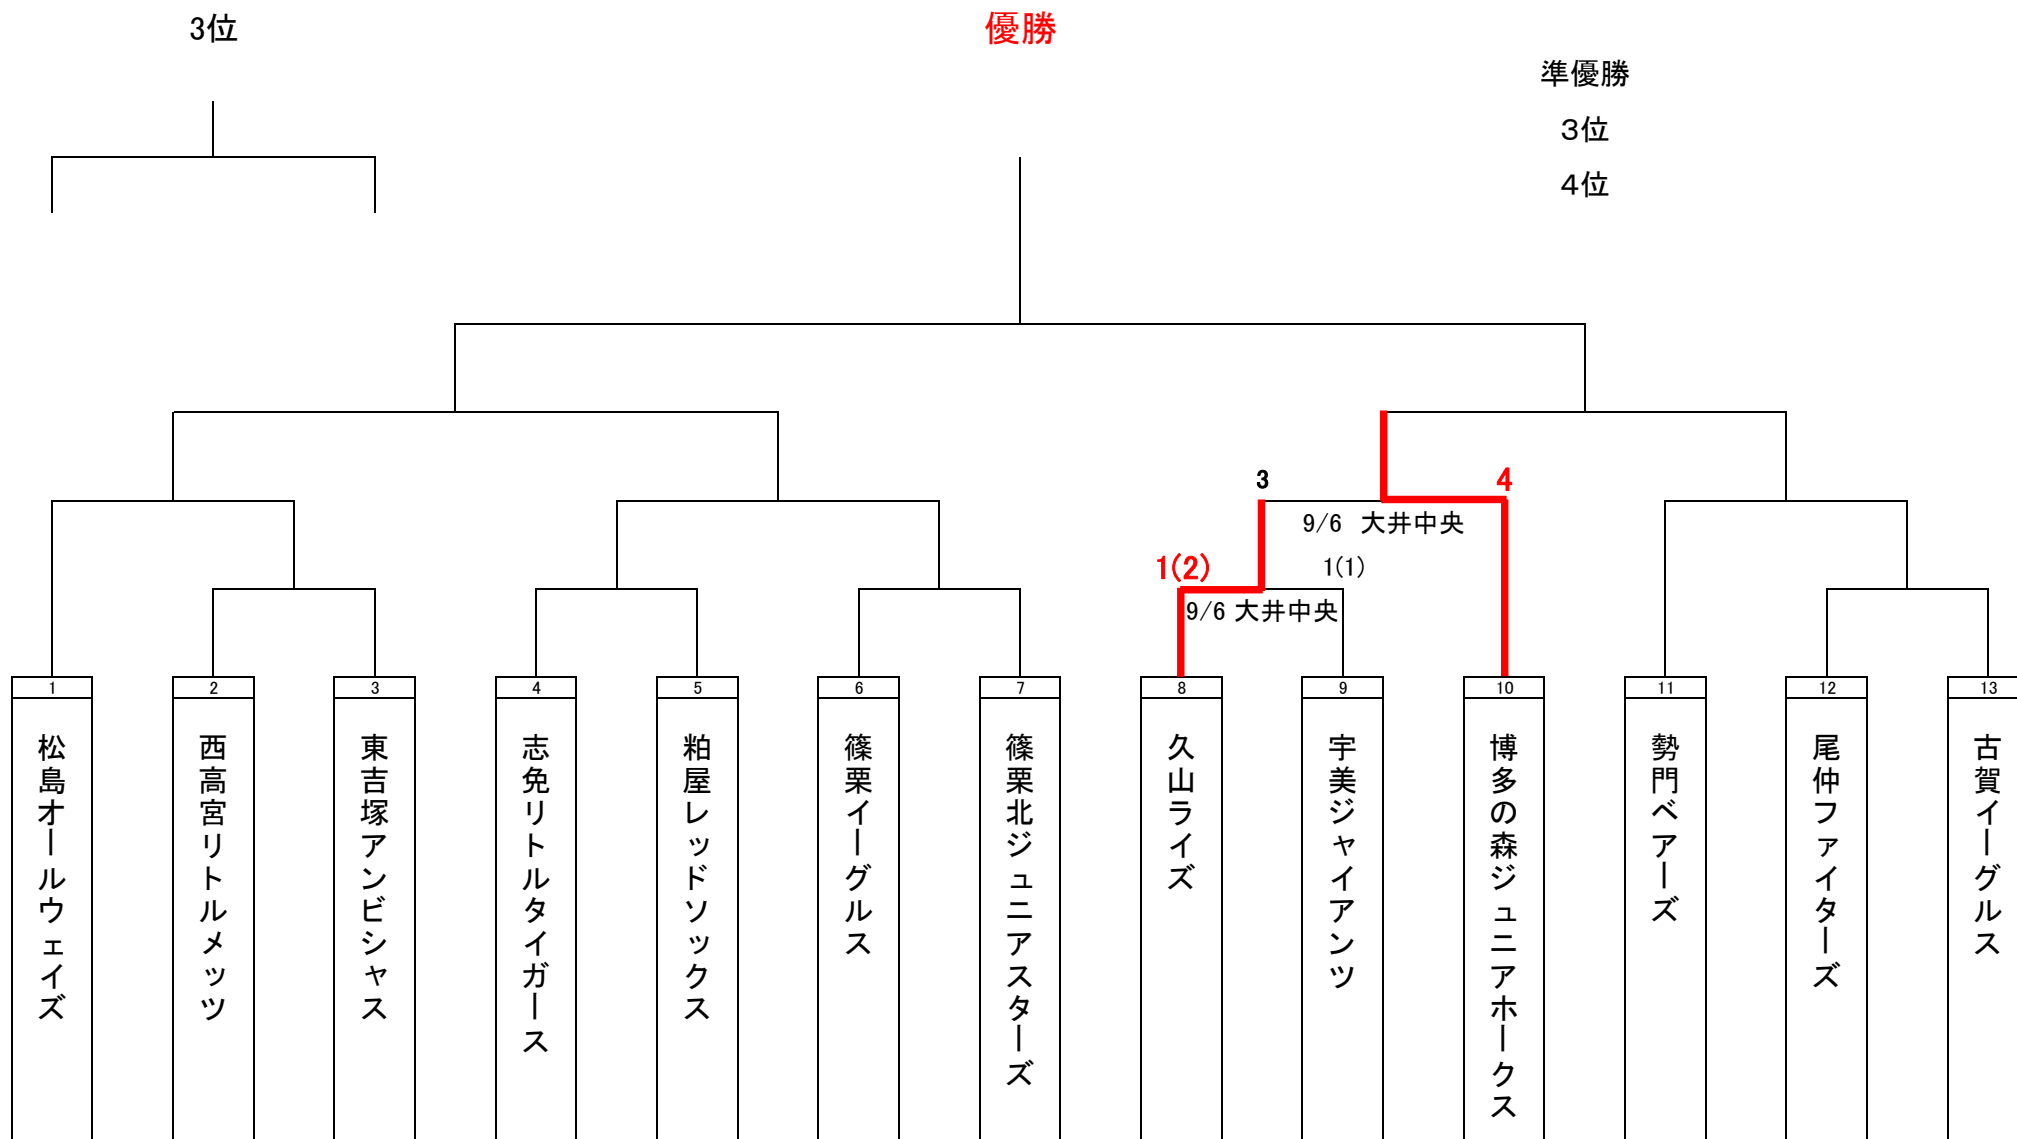 3位
優勝
準優勝
３位
４位
3
4
9/6 大井中央
1(2)
1(1)
9/6 大井中央
1
2
3
4
5
6
7
8
9
10
11
12
13
松島オールウェイズ
西高宮リトルメッツ
東吉塚アンビシャス
志免リトルタイガース
粕屋レッドソックス
篠栗イーグルス
篠栗北ジュニアスターズ
久山ライズ
宇美ジャイアンツ
博多の森ジュニアホークス
勢門ベアーズ
尾仲ファイターズ
古賀イーグルス